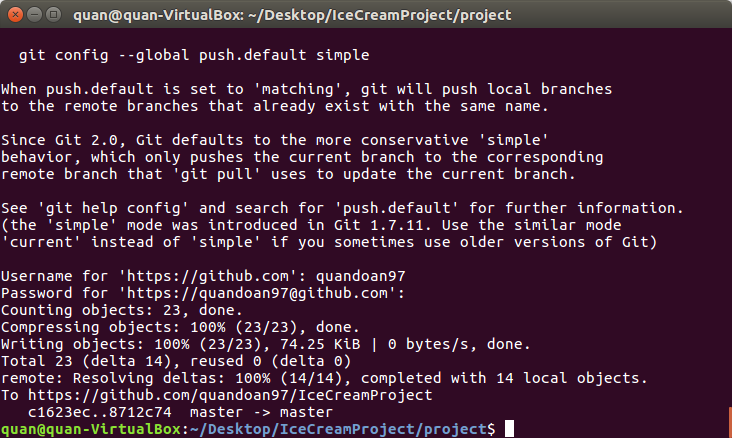 quan@quan-VirtualBox: ~/Desktop/IceCreamProject/project
git config --global push.default simple
When push.default is set to 'matching', git will push local branches
to the remote branches that already exist with the same name.
Since Git 2.0, Git defaults to the more conservative 'simple'
behavior, which only pushes the current branch to the corresponding
remote branch that 'git pull' uses to update the current branch.
See 'git help config' and search for 'push.default' for further information.
(the 'simple' mode was introduced in Git 1.7.11. Use the similar mode
'current' instead of 'simple' if you sometimes use older versions of Git)
Username for 'https://github.com': quandoan97
Password for 'https://quandoan97@github.com':
Counting objects: 23, done.
Compressing objects: 100% (23/23), done.
Writing objects: 100% (23/23), 74.25 KiB | 0 bytes/s, done.
Total 23 (delta 14), reused 0 (delta 0)
remote: Resolving deltas: 100% (14/14), completed with 14 local objects.
To https://github.com/quandoan97/IceCreamProject
c1623ec..8712c74  master -> master
quan@quan-VirtualBox:~/Desktop/IceCreamProject/project$